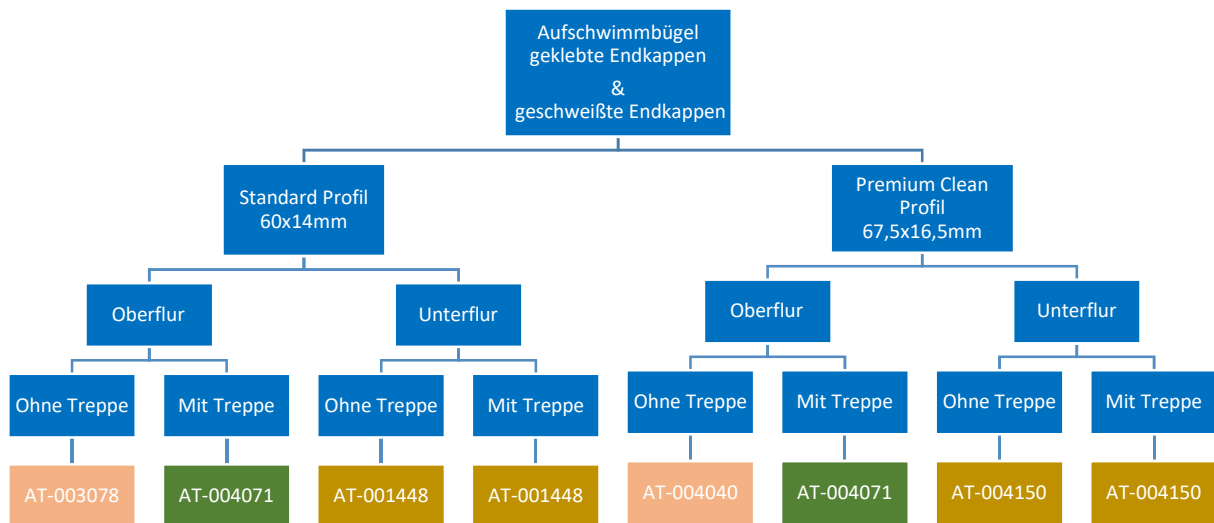 Aufschwimmbügel
geklebte Endkappen
&
geschweißte Endkappen
Standard Profil
60x14mm
Premium Clean
Profil
67,5x16,5mm
Oberflur
Unterflur
Oberflur
Unterflur
Ohne Treppe
Mit Treppe
Ohne Treppe
Mit Treppe
Ohne Treppe
Mit Treppe
Ohne Treppe
Mit Treppe
AT-003078
AT-004071
AT-001448
AT-001448
AT-004040
AT-004071
AT-004150
AT-004150